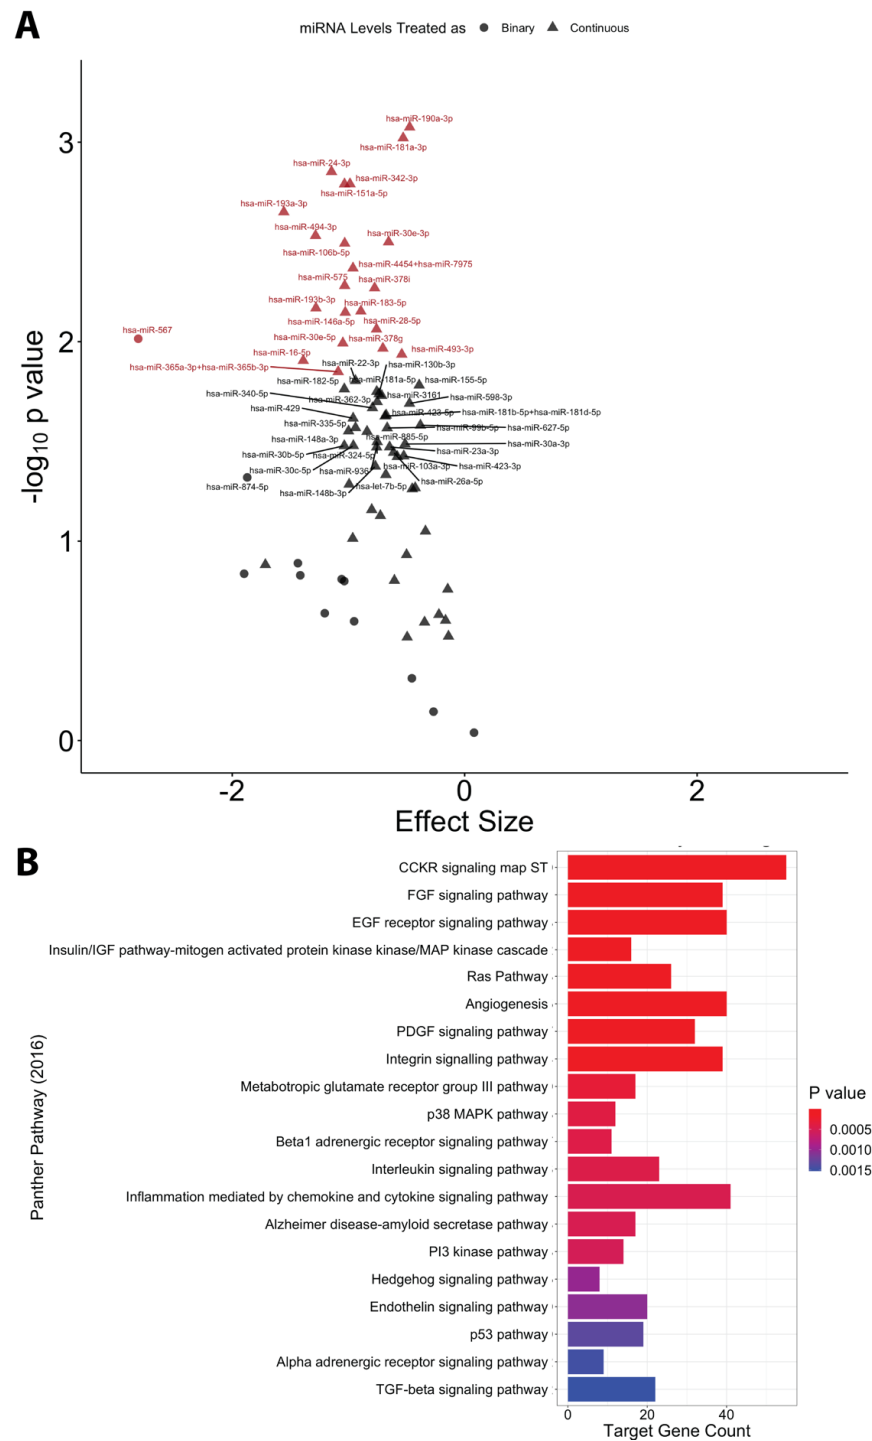 A
miRNA Levels Treated as Binary Continuous
hsa-miR-190a-3p
3
hsa-miR-181a-3p
hsa-miR-24-3p
hsa-miR-342-3p
hsa-miR-151a-5p
hsa-miR-193a-3p
hsa-miR-494-3p
hsa-miR-30e-3p
hsa-miR-106b-5p
hsa-miR-4454+hsa-miR-7975
hsa-miR-575
hsa-miR-378i
hsa-miR-193b-3p
hsa-miR-183-5p
hsa-miR-146a-5p
hsa-miR-28-5p
hsa-miR-567
2
hsa-miR-30e-5p
hsa-miR-378g
hsa-miR-16-5p
hsa-miR-493-3p
hsa-miR-365a-3p+hsa-miR-365b-3p
hsa-miR-22-3p
hsa-miR-130b-3p
hsa-miR-182-5p
hsa-miR-181a-5p
hsa-miR-155-5p
hsa-miR-340-5p
hsa-miR-362-3p
hsa-miR-3161
hsa-miR-598-3p
hsa-miR-429
hsa-miR-423-5p
hsa-miR-181b-5p+hsa-miR-181d-5p
hsa-miR-335-5p
hsa-miR-99b-5p
hsa-miR-627-5p
hsa-miR-148a-3p
hsa-miR-885-5p
hsa-miR-30a-3p
hsa-miR-30b-5p
hsa-miR-324-5p
hsa-miR-23a-3p
hsa-miR-30c-5p
hsa-miR-936
hsa-miR-103a-3p
hsa-miR-423-3p
hsa-miR-874-5p
hsa-miR-148b-3p
hsa-let-7b-5p
hsa-miR-26a-5p
1
0
-log10 p value
-2
0
2
Effect Size
B
CCKR signaling map ST
FGF signaling pathway
EGF receptor signaling pathway
Insulin/IGF pathway-mitogen activated protein kinase kinase/MAP kinase cascade
Ras Pathway
Angiogenesis
PDGF signaling pathway
Integrin signalling pathway
Metabotropic glutamate receptor group III pathway
p38 MAPK pathway
Beta1 adrenergic receptor signaling pathway
Interleukin signaling pathway
Inflammation mediated by chemokine and cytokine signaling pathway
Alzheimer disease-amyloid secretase pathway
PI3 kinase pathway
Hedgehog signaling pathway
Endothelin signaling pathway
p53 pathway
Alpha adrenergic receptor signaling pathway
TGF-beta signaling pathway
Panther Pathway (2016)
0
20
40
Target Gene Count
P value
0.0005
0.0010
0.0015